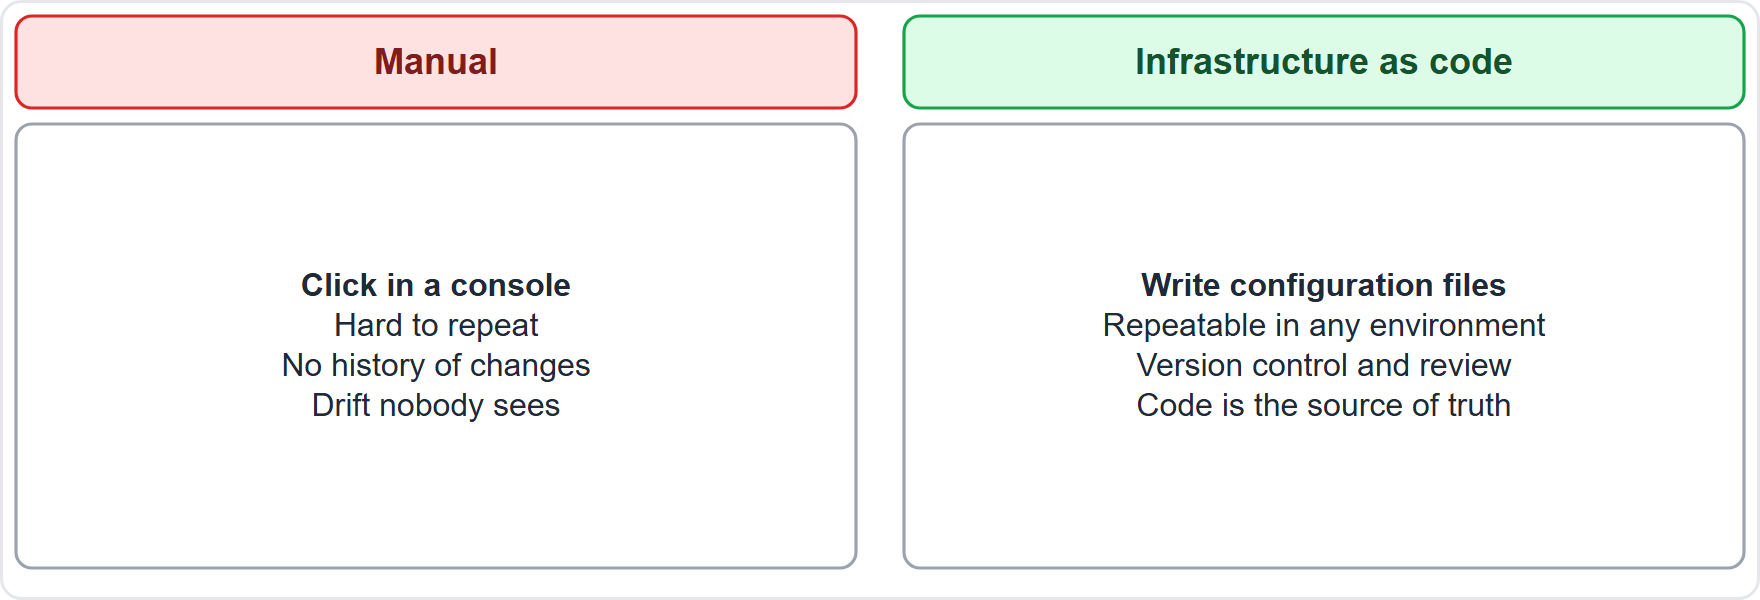 Manual
Click in a console
Hard to repeat
No history of changes
Drift nobody sees
Infrastructure as code
Write configuration files
Repeatable in any environment
Version control and review
Code is the source of truth